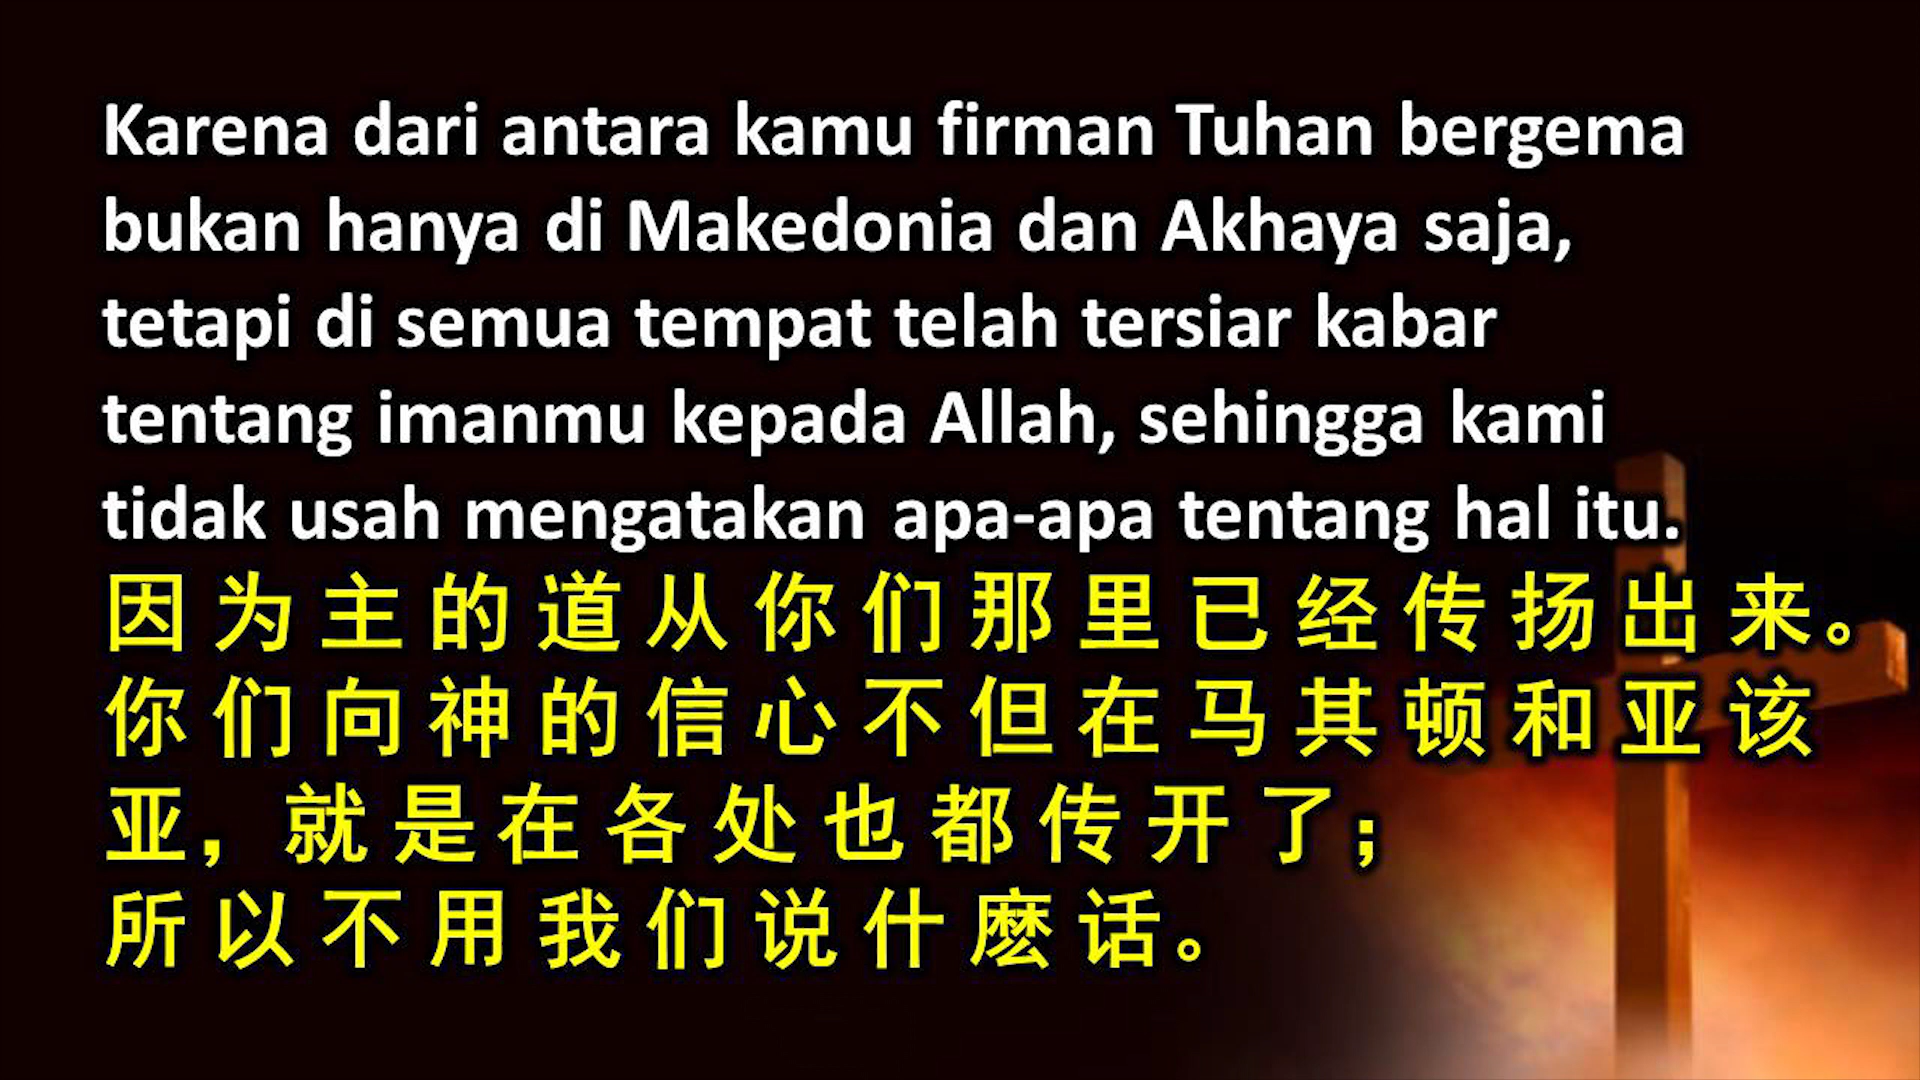 Karena dari antara kamu firman Tuhan bergema
bukan hanya di Makedonia dan Akhaya saja,
tetapi di semua tempat telah tersiar kabar
tentang imanmu kepada Allah, sehingga kami
tidak usah mengatakan apa-apa tentang hal itu.
因 为 主 的 道 从 你 们 那 里 已 经 传 扬 出 来。
你 们 向 神 的 信 心 不 但 在 马 其 顿 和 亚 该
亚，就 是 在 各 处 也 都 传 开 了；
所 以 不 用 我 们 说 什 麽 话。